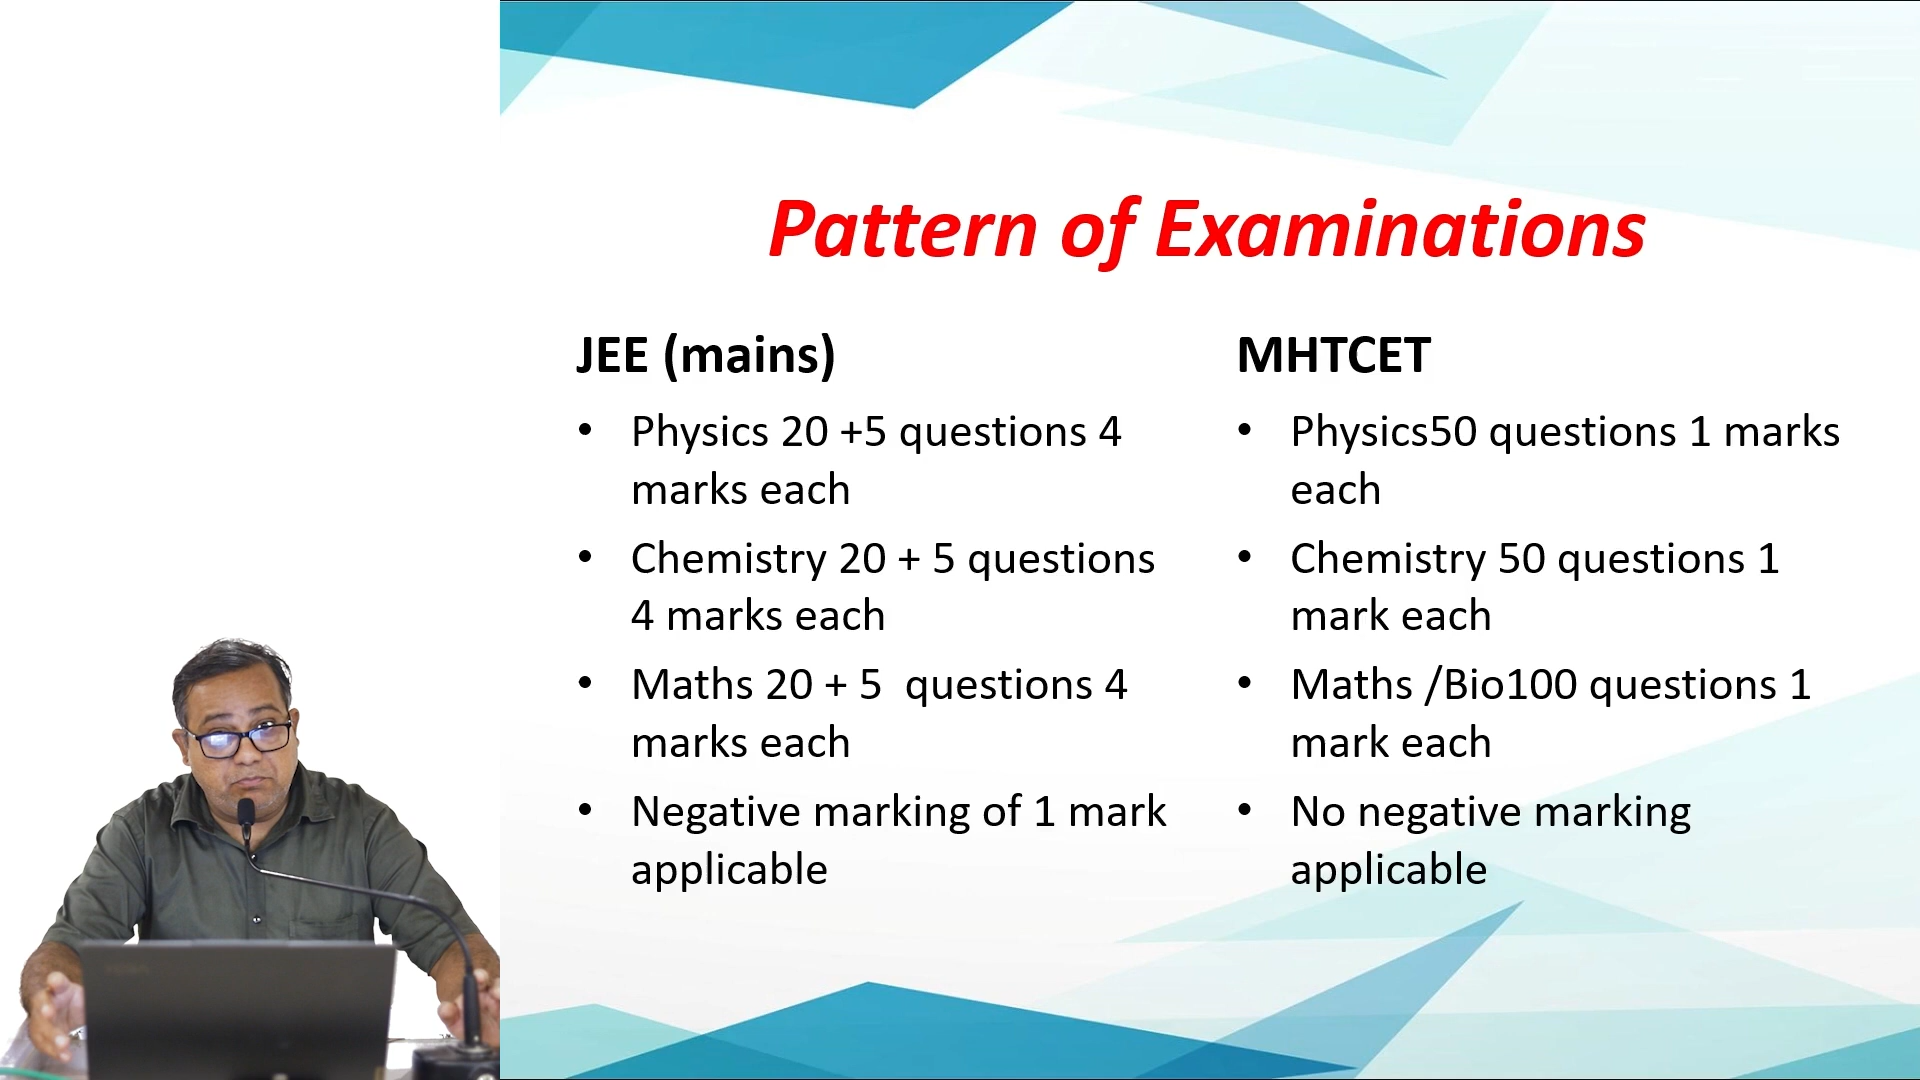 Pattern of Examinations
JEE (mains)
• Physics 20 +5 questions 4
marks each
• Chemistry 20 + 5 questions
4 marks each
• Maths 20 + 5  questions 4
marks each
• Negative marking of 1 mark
applicable
MHTCET
• Physics50 questions 1 marks
each
• Chemistry 50 questions 1
mark each
• Maths /Bio100 questions 1
mark each
• No negative marking
applicable